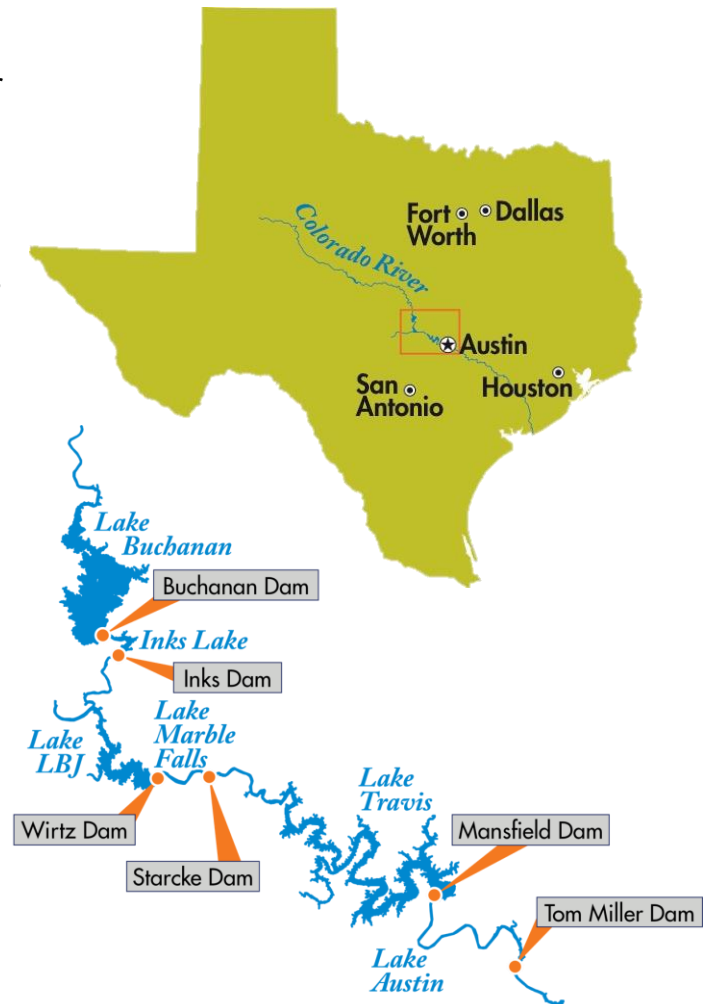 Fort
Worth
Dallas
Colorado River
Austin
San
Antonio
Houston
Lake
Buchanan
Buchanan Dam
Inks Lake
Inks Dam
Lake
LBJ
Lake
Marble
Falls
Wirtz Dam
Starcke Dam
Lake
Travis
Mansfield Dam
Tom Miller Dam
Lake
Austin